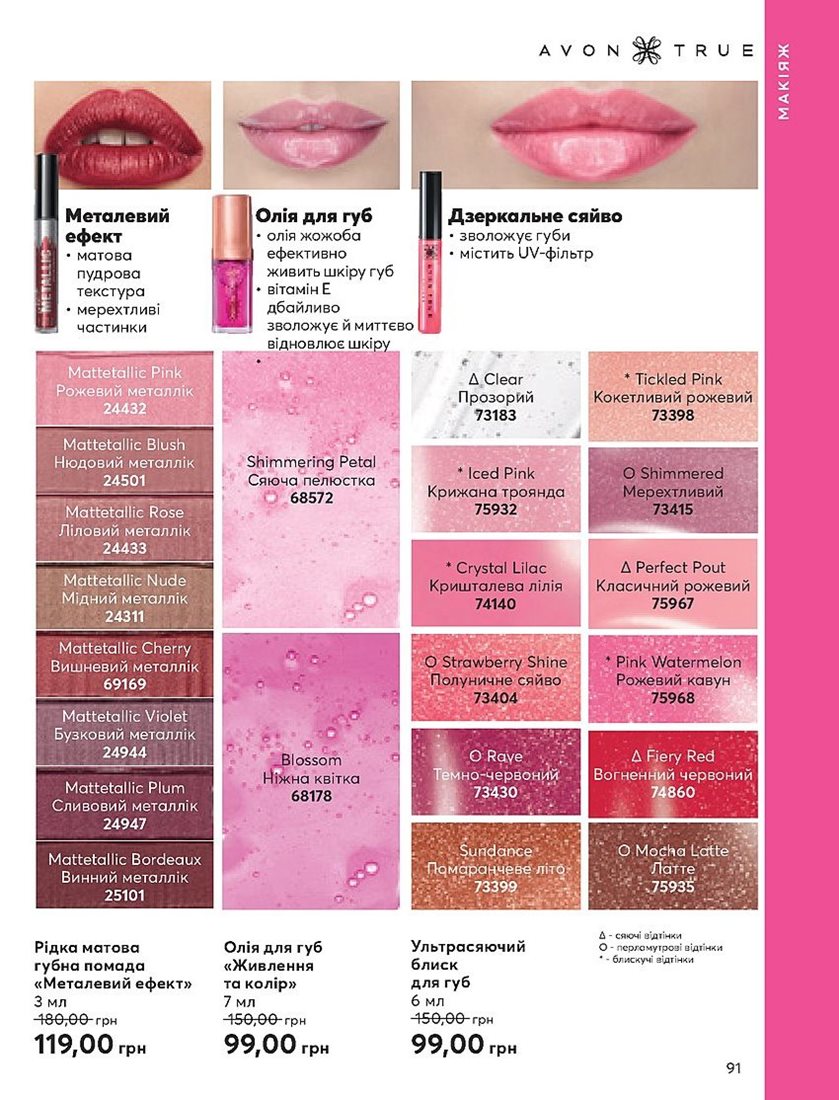 AVON TRUE
МАКІЯЖ
Металевий
ефект
• матова
пудрова
текстура
• мерехтливі
частинки
METALLIC
Олія для губ
• олія жожоба
ефективно
живить шкіру губ
• вітамін Е
дбайливо
зволожує й миттєво
відновлює шкіру
•
Дзеркальне сяйво
• зволожує губи
• містить UV-фільтр
Mattetallic Pink
Рожевий металлік
24432
Mattetallic Blush
Нюдовий металлік
24501
Mattetallic Rose
Ліловий металлік
24433
Mattetallic Nude
Мідний металлік
24311
Mattetallic Cherry
Вишневий металлік
69169
Mattetallic Violet
Бузковий металлік
24944
Mattetallic Plum
Сливовий металлік
24947
Mattetallic Bordeaux
Винний металлік
25101
Shimmering Petal
Сяюча пелюстка
68572
Blossom
Ніжна квітка
68178
Δ Clear
Прозорий
73183
* Tickled Pink
Кокетливий рожевий
73398
* Iced Pink
Крижана троянда
75932
O Shimmered
Мерехтливий
73415
* Crystal Lilac
Кришталева лілія
74140
Δ Perfect Pout
Класичний рожевий
75967
O Strawberry Shine
Полуничне сяйво
73404
* Pink Watermelon
Рожевий кавун
75968
O Rave
Темно-червоний
73430
Δ Fiery Red
Вогненний червоний
74860
Sundance
Помаранчеве літо
73399
O Mocha Latte
Латте
75935
Δ - сяючі відтінки
O - перламутрові відтінки
* - блискучі відтінки
Рідка матова
губна помада
«Металевий ефект»
3 мл
180,00 грн
119,00 грн
Олія для губ
«Живлення
та колір»
7 мл
150,00 грн
99,00 грн
Ультрасяючий
блиск
для губ
6 мл
150,00 грн
99,00 грн
91